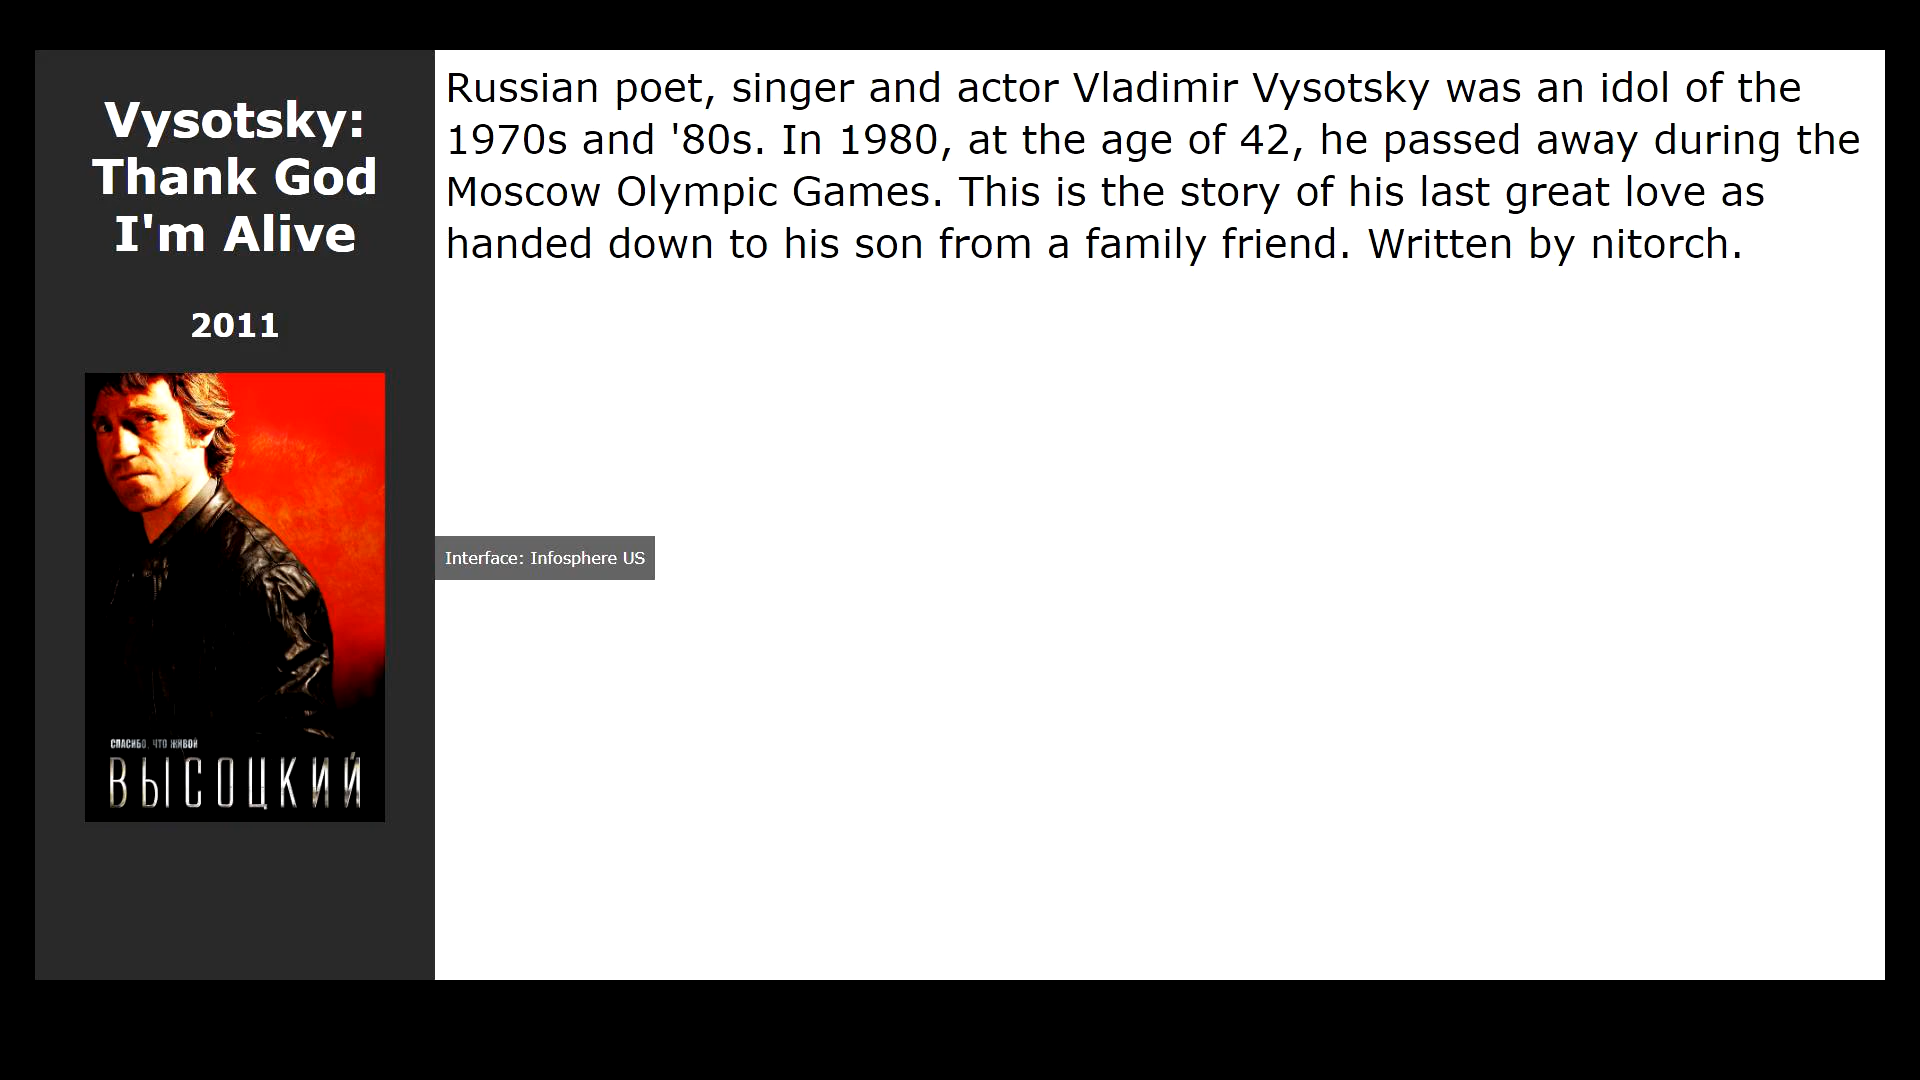 Vysotsky:
Thank God
I'm Alive
2011
СПАСИБО, ЧТО ЖИВОЙ
ВЫСОЦКИЙ
Russian poet, singer and actor Vladimir Vysotsky was an idol of the
1970s and '80s. In 1980, at the age of 42, he passed away during the
Moscow Olympic Games. This is the story of his last great love as
handed down to his son from a family friend. Written by nitorch.
Interface: Infosphere US